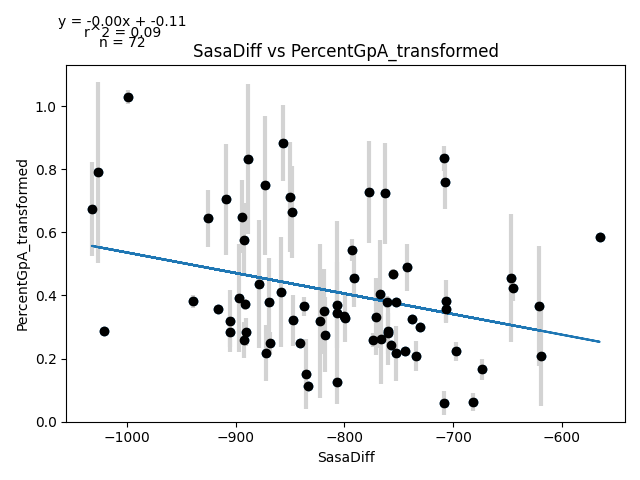 y = -0.00x + -0.11
r^2 = 0.09
n = 72
SasaDiff vs PercentGpA_transformed
PercentGpA_transformed
1.0
0.8
0.6
0.4
0.2
0.0
−1000 −900 −800 −700 −600
SasaDiff